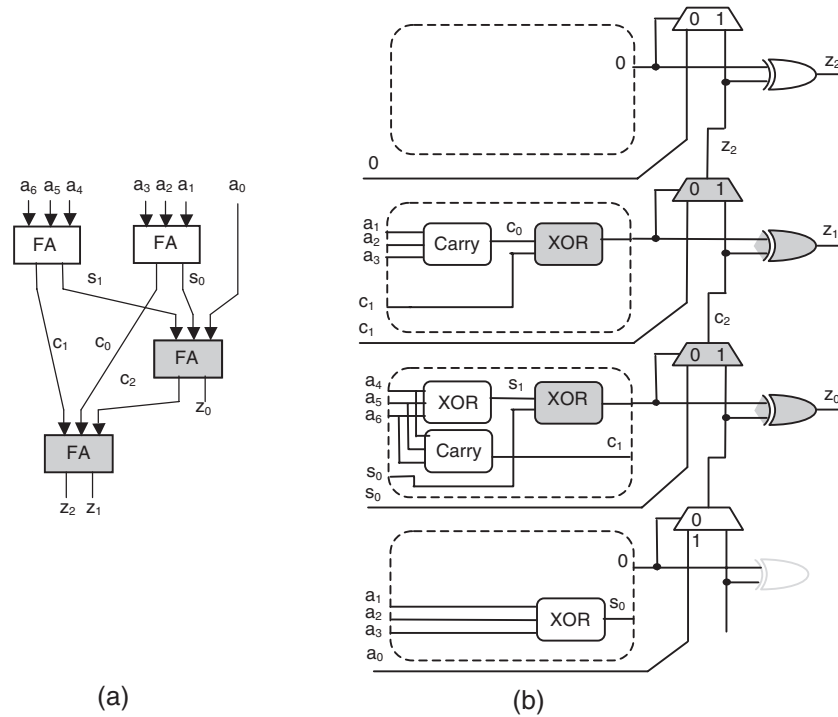 a6 a5 a4
a3 a2 a1
a0
FA
FA
s1
s0
c1
c0
FA
c2
z0
FA
z2 z1
(a)
0 1
0
z2
0
z2
0 1
a1
a2
a3
Carry
c0
XOR
z1
c1
c1
c2
0 1
a4
a5
a6
XOR
s1
XOR
z0
Carry
c1
s0
s0
0
1
0
a1
a2
a3
XOR
s0
a0
(b)